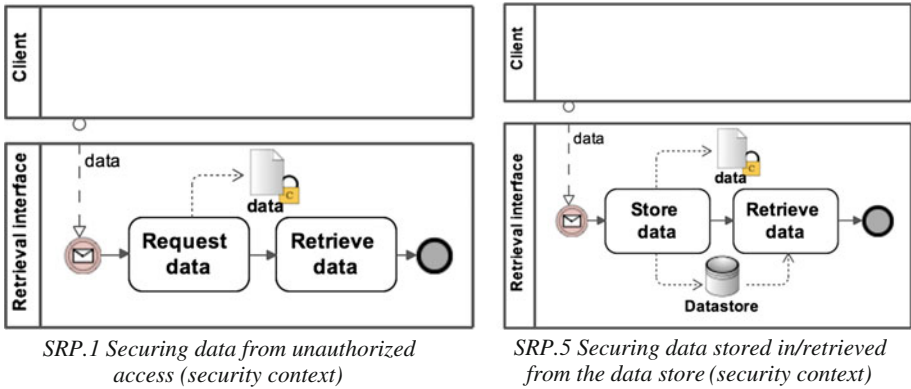 Client
data
Retrieval interface
data
C
Request
data
Retrieve
data
SRP.1 Securing data from unauthorized
access (security context)
Client
data
Retrieval interface
data
C
Store
data
Retrieve
data
Datastore
SRP.5 Securing data stored in/retrieved
from the data store (security context)